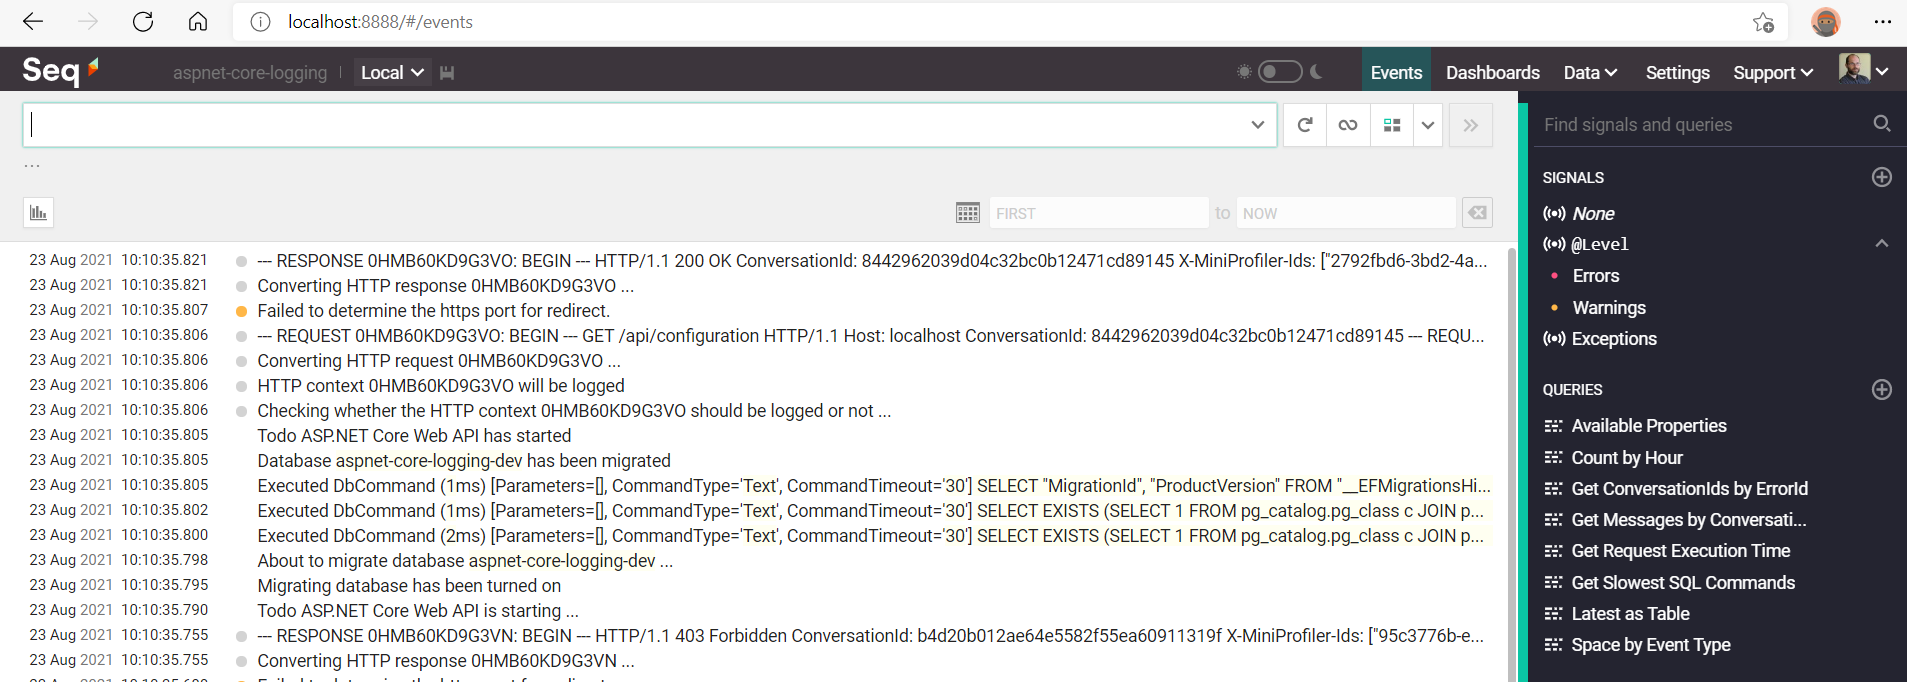 localhost:8888/#/events
Seq aspnet-core-logging Local Events Dashboards Data Settings Support
...
FIRST to NOW
23 Aug 2021 10:10:35.821 --- RESPONSE 0HMB60KD9G3VO: BEGIN --- HTTP/1.1 200 OK ConversationId: 8442962039d04c32bc0b12471cd89145 X-MiniProfiler-Ids: ["2792fbd6-3bd2-4a...
23 Aug 2021 10:10:35.821 Converting HTTP response 0HMB60KD9G3VO ...
23 Aug 2021 10:10:35.807 Failed to determine the https port for redirect.
23 Aug 2021 10:10:35.806 --- REQUEST 0HMB60KD9G3VO: BEGIN --- GET /api/configuration HTTP/1.1 Host: localhost ConversationId: 8442962039d04c32bc0b12471cd89145 --- REQU...
23 Aug 2021 10:10:35.806 Converting HTTP request 0HMB60KD9G3VO ...
23 Aug 2021 10:10:35.806 HTTP context 0HMB60KD9G3VO will be logged
23 Aug 2021 10:10:35.806 Checking whether the HTTP context 0HMB60KD9G3VO should be logged or not ...
23 Aug 2021 10:10:35.805 Todo ASP.NET Core Web API has started
23 Aug 2021 10:10:35.805 Database aspnet-core-logging-dev has been migrated
23 Aug 2021 10:10:35.805 Executed DbCommand (1ms) [Parameters=[], CommandType='Text', CommandTimeout='30'] SELECT "MigrationId", "ProductVersion" FROM "__EFMigrationsHi...
23 Aug 2021 10:10:35.802 Executed DbCommand (1ms) [Parameters=[], CommandType='Text', CommandTimeout='30'] SELECT EXISTS (SELECT 1 FROM pg_catalog.pg_class c JOIN p...
23 Aug 2021 10:10:35.800 Executed DbCommand (2ms) [Parameters=[], CommandType='Text', CommandTimeout='30'] SELECT EXISTS (SELECT 1 FROM pg_catalog.pg_class c JOIN p...
23 Aug 2021 10:10:35.798 About to migrate database aspnet-core-logging-dev ...
23 Aug 2021 10:10:35.795 Migrating database has been turned on
23 Aug 2021 10:10:35.790 Todo ASP.NET Core Web API is starting ...
23 Aug 2021 10:10:35.755 --- RESPONSE 0HMB60KD9G3VN: BEGIN --- HTTP/1.1 403 Forbidden ConversationId: b4d20b012ae64e5582f55ea60911319f X-MiniProfiler-Ids: ["95c3776b-e...
23 Aug 2021 10:10:35.755 Converting HTTP response 0HMB60KD9G3VN ...
Find signals and queries
SIGNALS
None
@Level
Errors
Warnings
Exceptions
QUERIES
Available Properties
Count by Hour
Get ConversationIds by ErrorId
Get Messages by Conversati...
Get Request Execution Time
Get Slowest SQL Commands
Latest as Table
Space by Event Type